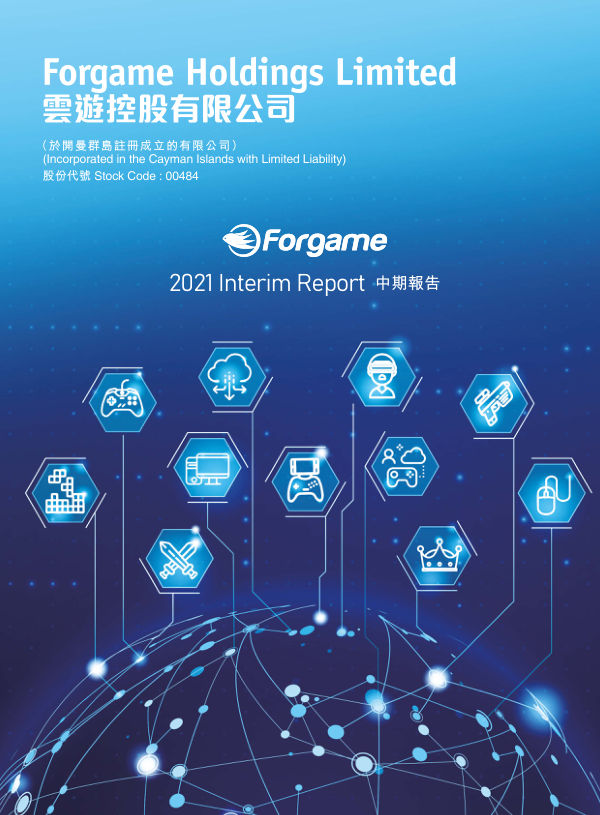 Forgame Holdings Limited
雲遊控股有限公司
(於開曼群島註冊成立的有限公司)
(Incorporated in the Cayman Islands with Limited Liability)
股份代號 Stock Code : 00484
Forgame
2021 Interim Report 中期報告